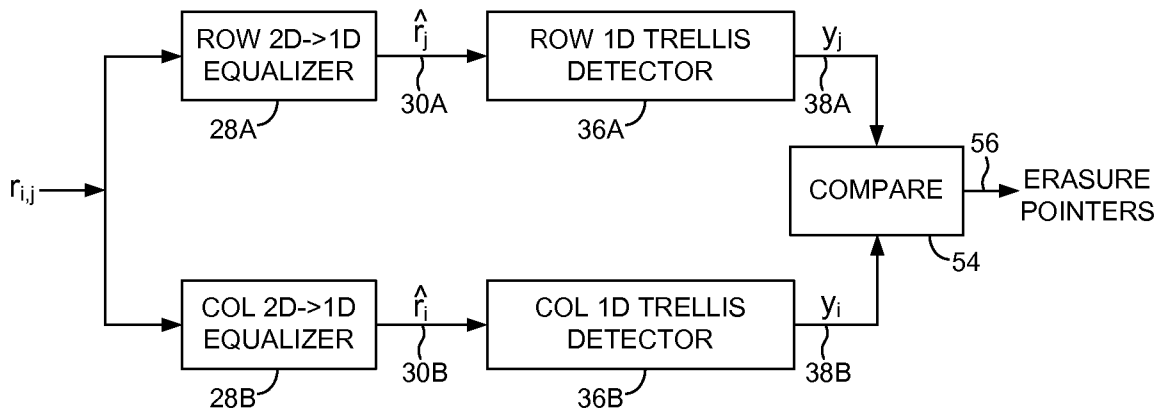 ROW 2D->1D
EQUALIZER
28A
r̂j
30A
ROW 1D TRELLIS
DETECTOR
36A
yj
38A
ri,j
COMPARE
54
56
ERASURE
POINTERS
COL 2D->1D
EQUALIZER
28B
r̂i
30B
COL 1D TRELLIS
DETECTOR
36B
yi
38B